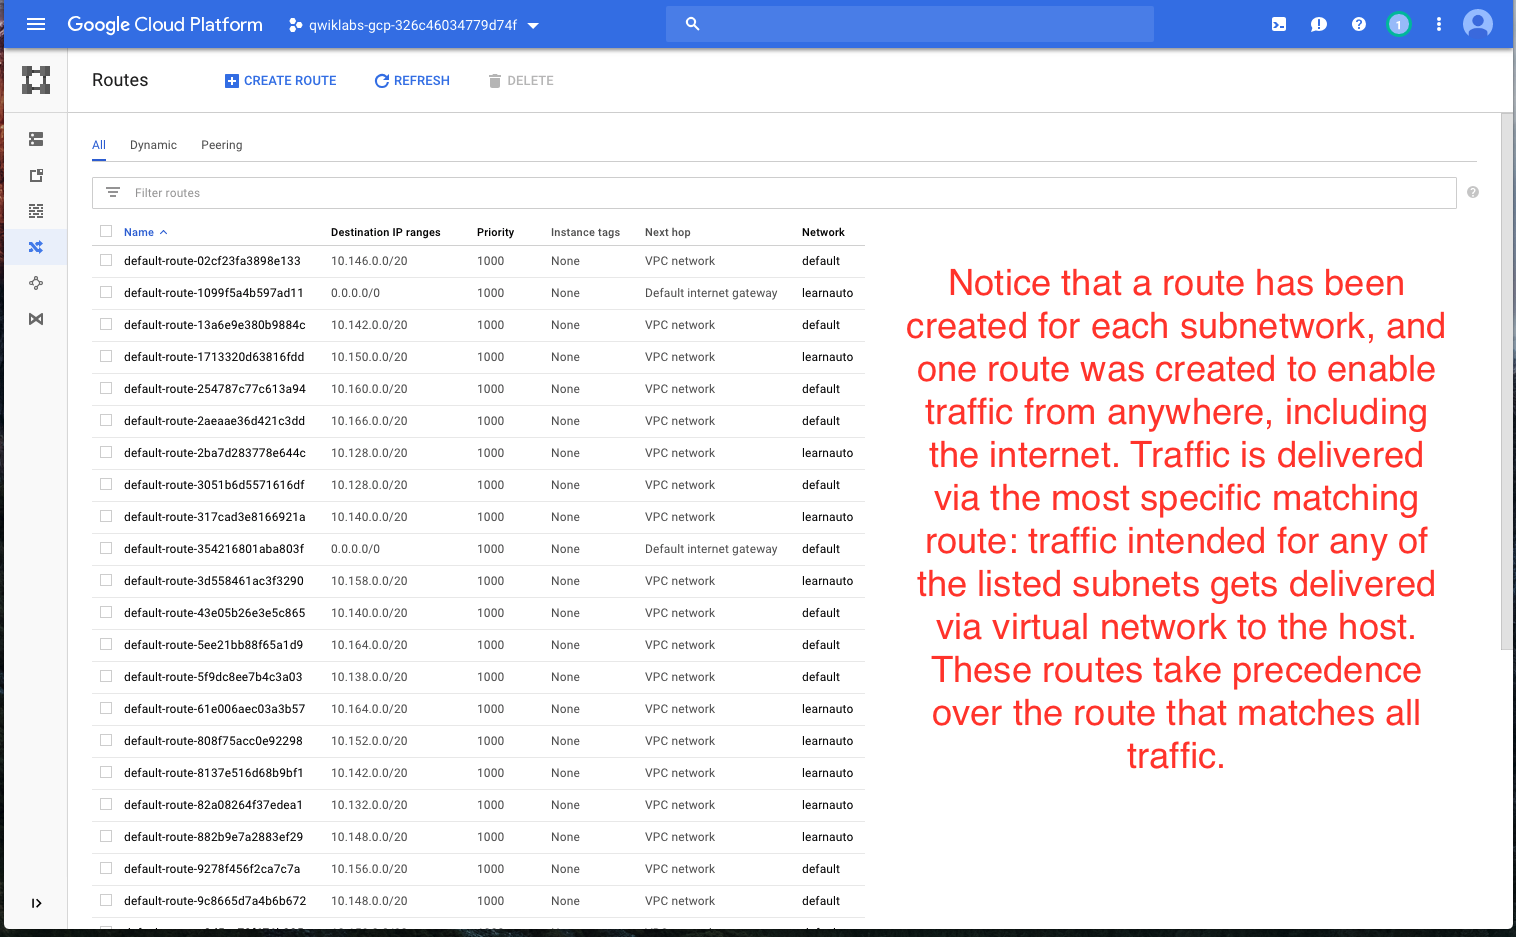 Google Cloud Platform
qwiklabs-gcp-326c46034779d74f
1
Routes
CREATE ROUTE
REFRESH
DELETE
All Dynamic Peering
Filter routes
Name Destination IP ranges Priority Instance tags Next hop Network
default-route-02cf23fa3898e133 10.146.0.0/20 1000 None VPC network default
default-route-1099f5a4b597ad11 0.0.0.0/0 1000 None Default internet gateway learnauto
default-route-13a6e9e380b9884c 10.142.0.0/20 1000 None VPC network default
default-route-1713320d63816fdd 10.150.0.0/20 1000 None VPC network learnauto
default-route-254787c77c613a94 10.160.0.0/20 1000 None VPC network default
default-route-2aeaae36d421c3dd 10.166.0.0/20 1000 None VPC network default
default-route-2ba7d283778e644c 10.128.0.0/20 1000 None VPC network learnauto
default-route-3051b6d5571616df 10.128.0.0/20 1000 None VPC network default
default-route-317cad3e8166921a 10.140.0.0/20 1000 None VPC network learnauto
default-route-354216801aba803f 0.0.0.0/0 1000 None Default internet gateway default
default-route-3d558461ac3f3290 10.158.0.0/20 1000 None VPC network learnauto
default-route-43e05b26e3e5c865 10.140.0.0/20 1000 None VPC network default
default-route-5ee21bb88f65a1d9 10.164.0.0/20 1000 None VPC network default
default-route-5f9dc8ee7b4c3a03 10.138.0.0/20 1000 None VPC network default
default-route-61e006aec03a3b57 10.164.0.0/20 1000 None VPC network learnauto
default-route-808f75acc0e92298 10.152.0.0/20 1000 None VPC network learnauto
default-route-8137e516d68b9bf1 10.142.0.0/20 1000 None VPC network learnauto
default-route-82a08264f37edea1 10.132.0.0/20 1000 None VPC network learnauto
default-route-882b9e7a2883ef29 10.148.0.0/20 1000 None VPC network learnauto
default-route-9278f456f2ca7c7a 10.156.0.0/20 1000 None VPC network default
default-route-9c8665d7a4b6b672 10.148.0.0/20 1000 None VPC network default
Notice that a route has been
created for each subnetwork, and
one route was created to enable
traffic from anywhere, including
the internet. Traffic is delivered
via the most specific matching
route: traffic intended for any of
the listed subnets gets delivered
via virtual network to the host.
These routes take precedence
over the route that matches all
traffic.